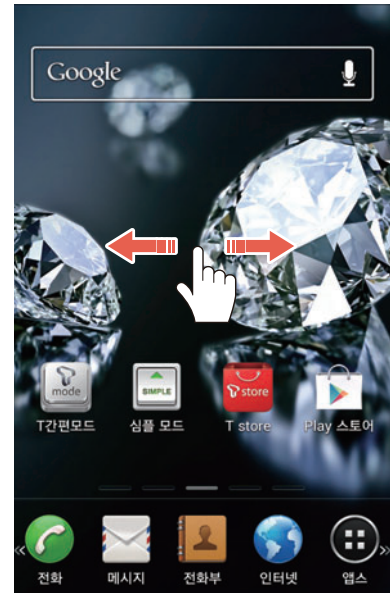 Google
mode
SIMPLE
T store
T간편모드
심플 모드
T store
Play 스토어
« »
전화
메시지
전화부
인터넷
앱스